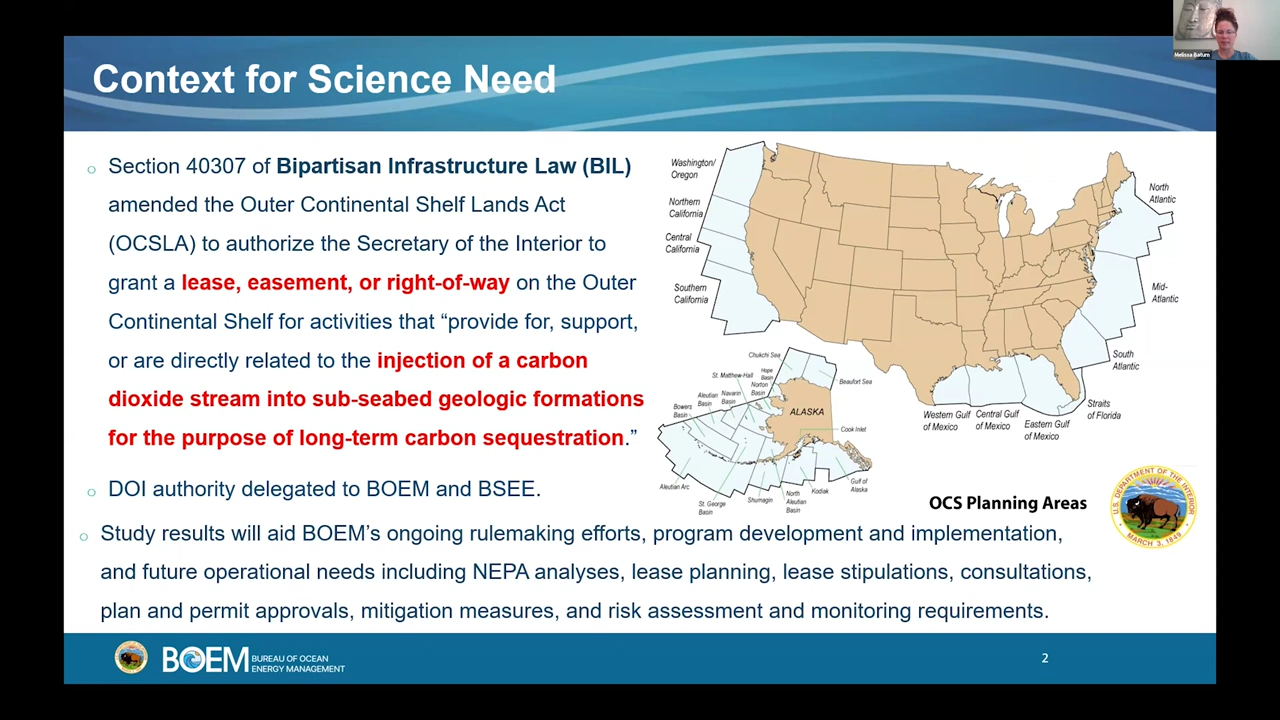 Melissa Batum
Context for Science Need
Section 40307 of Bipartisan Infrastructure Law (BIL)
amended the Outer Continental Shelf Lands Act
(OCSLA) to authorize the Secretary of the Interior to
grant a lease, easement, or right-of-way on the Outer
Continental Shelf for activities that “provide for, support,
or are directly related to the injection of a carbon
dioxide stream into sub-seabed geologic formations
for the purpose of long-term carbon sequestration.”
DOI authority delegated to BOEM and BSEE.
Study results will aid BOEM’s ongoing rulemaking efforts, program development and implementation,
and future operational needs including NEPA analyses, lease planning, lease stipulations, consultations,
plan and permit approvals, mitigation measures, and risk assessment and monitoring requirements.
Washington/
Oregon
Northern
California
Central
California
Southern
California
North
Atlantic
Mid-
Atlantic
South
Atlantic
Straits
of Florida
Western Gulf
of Mexico
Central Gulf
of Mexico
Eastern Gulf
of Mexico
Chukchi Sea
Hope
Basin
Norton
Basin
St. Matthew-Hall
Navarin
Basin
Aleutian
Basin
Bowers
Basin
Beaufort Sea
ALASKA
Cook Inlet
Aleutian Arc
St. George
Basin
Shumagin
North
Aleutian
Basin
Kodiak
Gulf of
Alaska
OCS Planning Areas
U.S. DEPARTMENT OF THE INTERIOR
MARCH 3, 1849
BOEM
BUREAU OF OCEAN
ENERGY MANAGEMENT
2